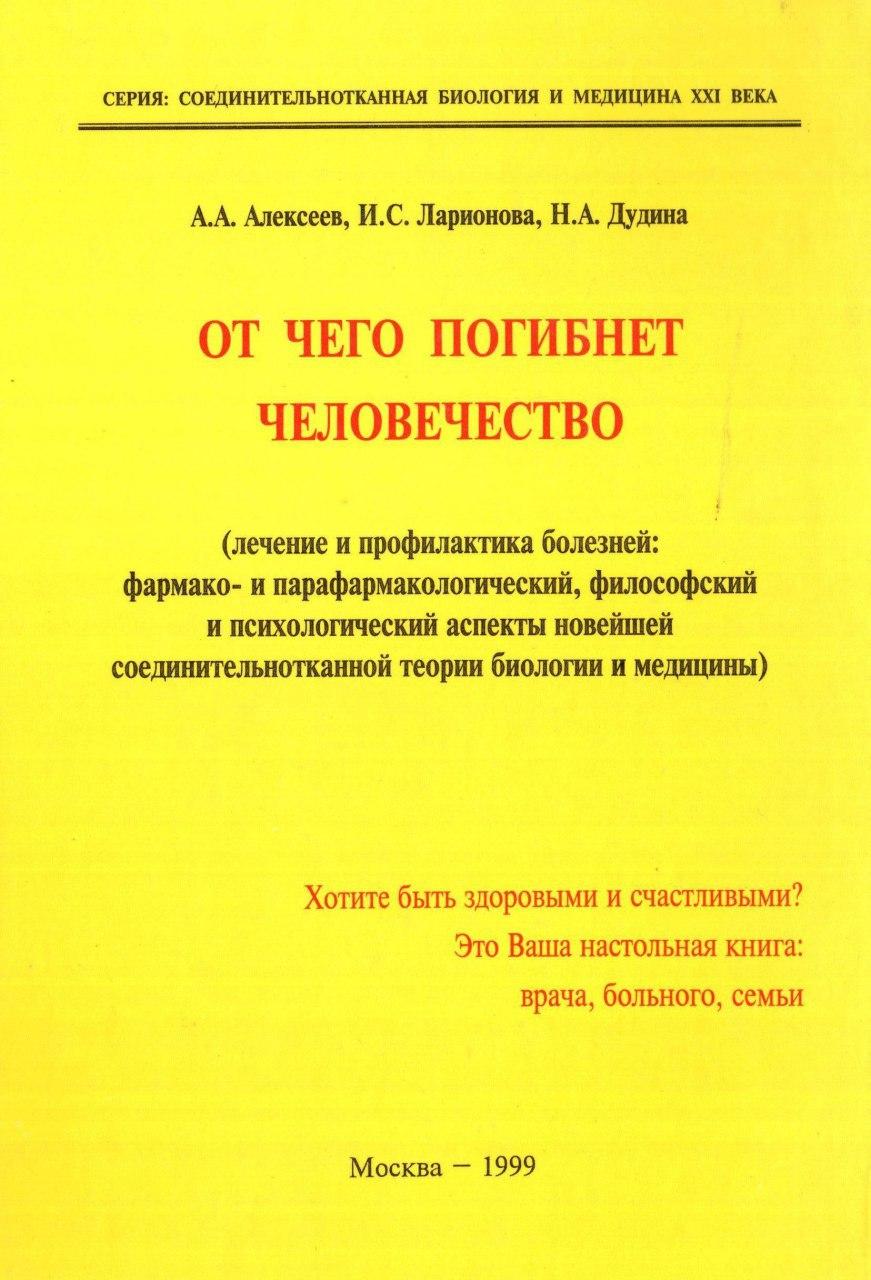 СЕРИЯ: СОЕДИНИТЕЛЬНОТКАННАЯ БИОЛОГИЯ И МЕДИЦИНА XXI ВЕКА
А.А. Алексеев, И.С. Ларионова, Н.А. Дудина
ОТ ЧЕГО ПОГИБНЕТ
ЧЕЛОВЕЧЕСТВО
(лечение и профилактика болезней:
фармако- и парафармакологический, философский
и психологический аспекты новейшей
соединительнотканной теории биологии и медицины)
Хотите быть здоровыми и счастливыми?
Это Ваша настольная книга:
врача, больного, семьи
Москва – 1999